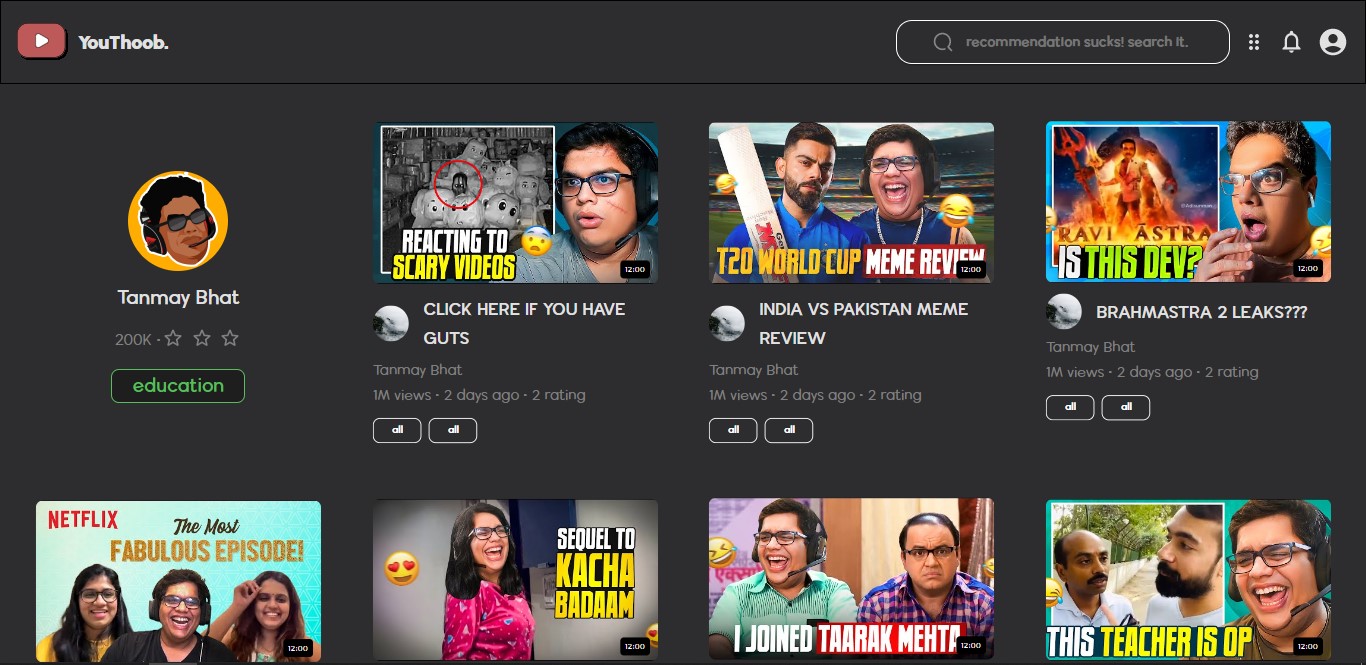 YouThoob.
recommendation sucks! search it.
Tanmay Bhat
200K •
education
REACTING TO
SCARY VIDEOS
12:00
CLICK HERE IF YOU HAVE
GUTS
Tanmay Bhat
1M views • 2 days ago • 2 rating
all all
T20 WORLD CUP MEME REVIEW
12:00
INDIA VS PAKISTAN MEME
REVIEW
Tanmay Bhat
1M views • 2 days ago • 2 rating
all all
RAVI ĀSTRA
IS THIS DEV?
12:00
BRAHMASTRA 2 LEAKS???
Tanmay Bhat
1M views • 2 days ago • 2 rating
all all
NETFLIX
The Most
FABULOUS EPISODE!
12:00
SEQUEL TO
KACHA
BADAAM
12:00
I JOINED TAARAK MEHTA
12:00
THIS TEACHER IS OP
12:00